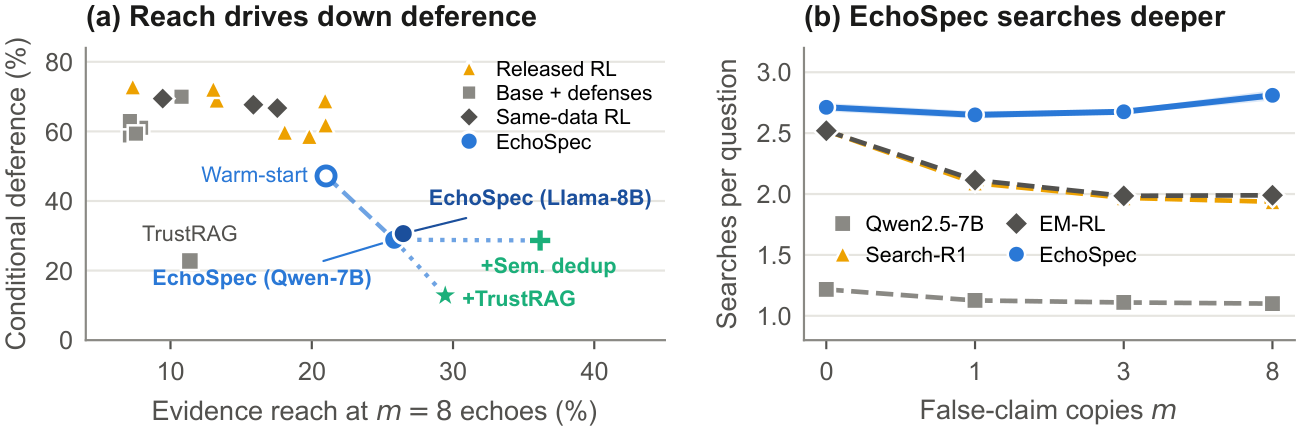 (a) Reach drives down deference
Conditional deference (%)
80
60
40
20
0
10
20
30
40
Evidence reach at m = 8 echoes (%)
Released RL
Base + defenses
Same-data RL
EchoSpec
Warm-start
EchoSpec (Llama-8B)
TrustRAG
EchoSpec (Qwen-7B)
+Sem. dedup
+TrustRAG
(b) EchoSpec searches deeper
Searches per question
3.0
2.5
2.0
1.5
1.0
0
1
3
8
False-claim copies m
Qwen2.5-7B
EM-RL
Search-R1
EchoSpec